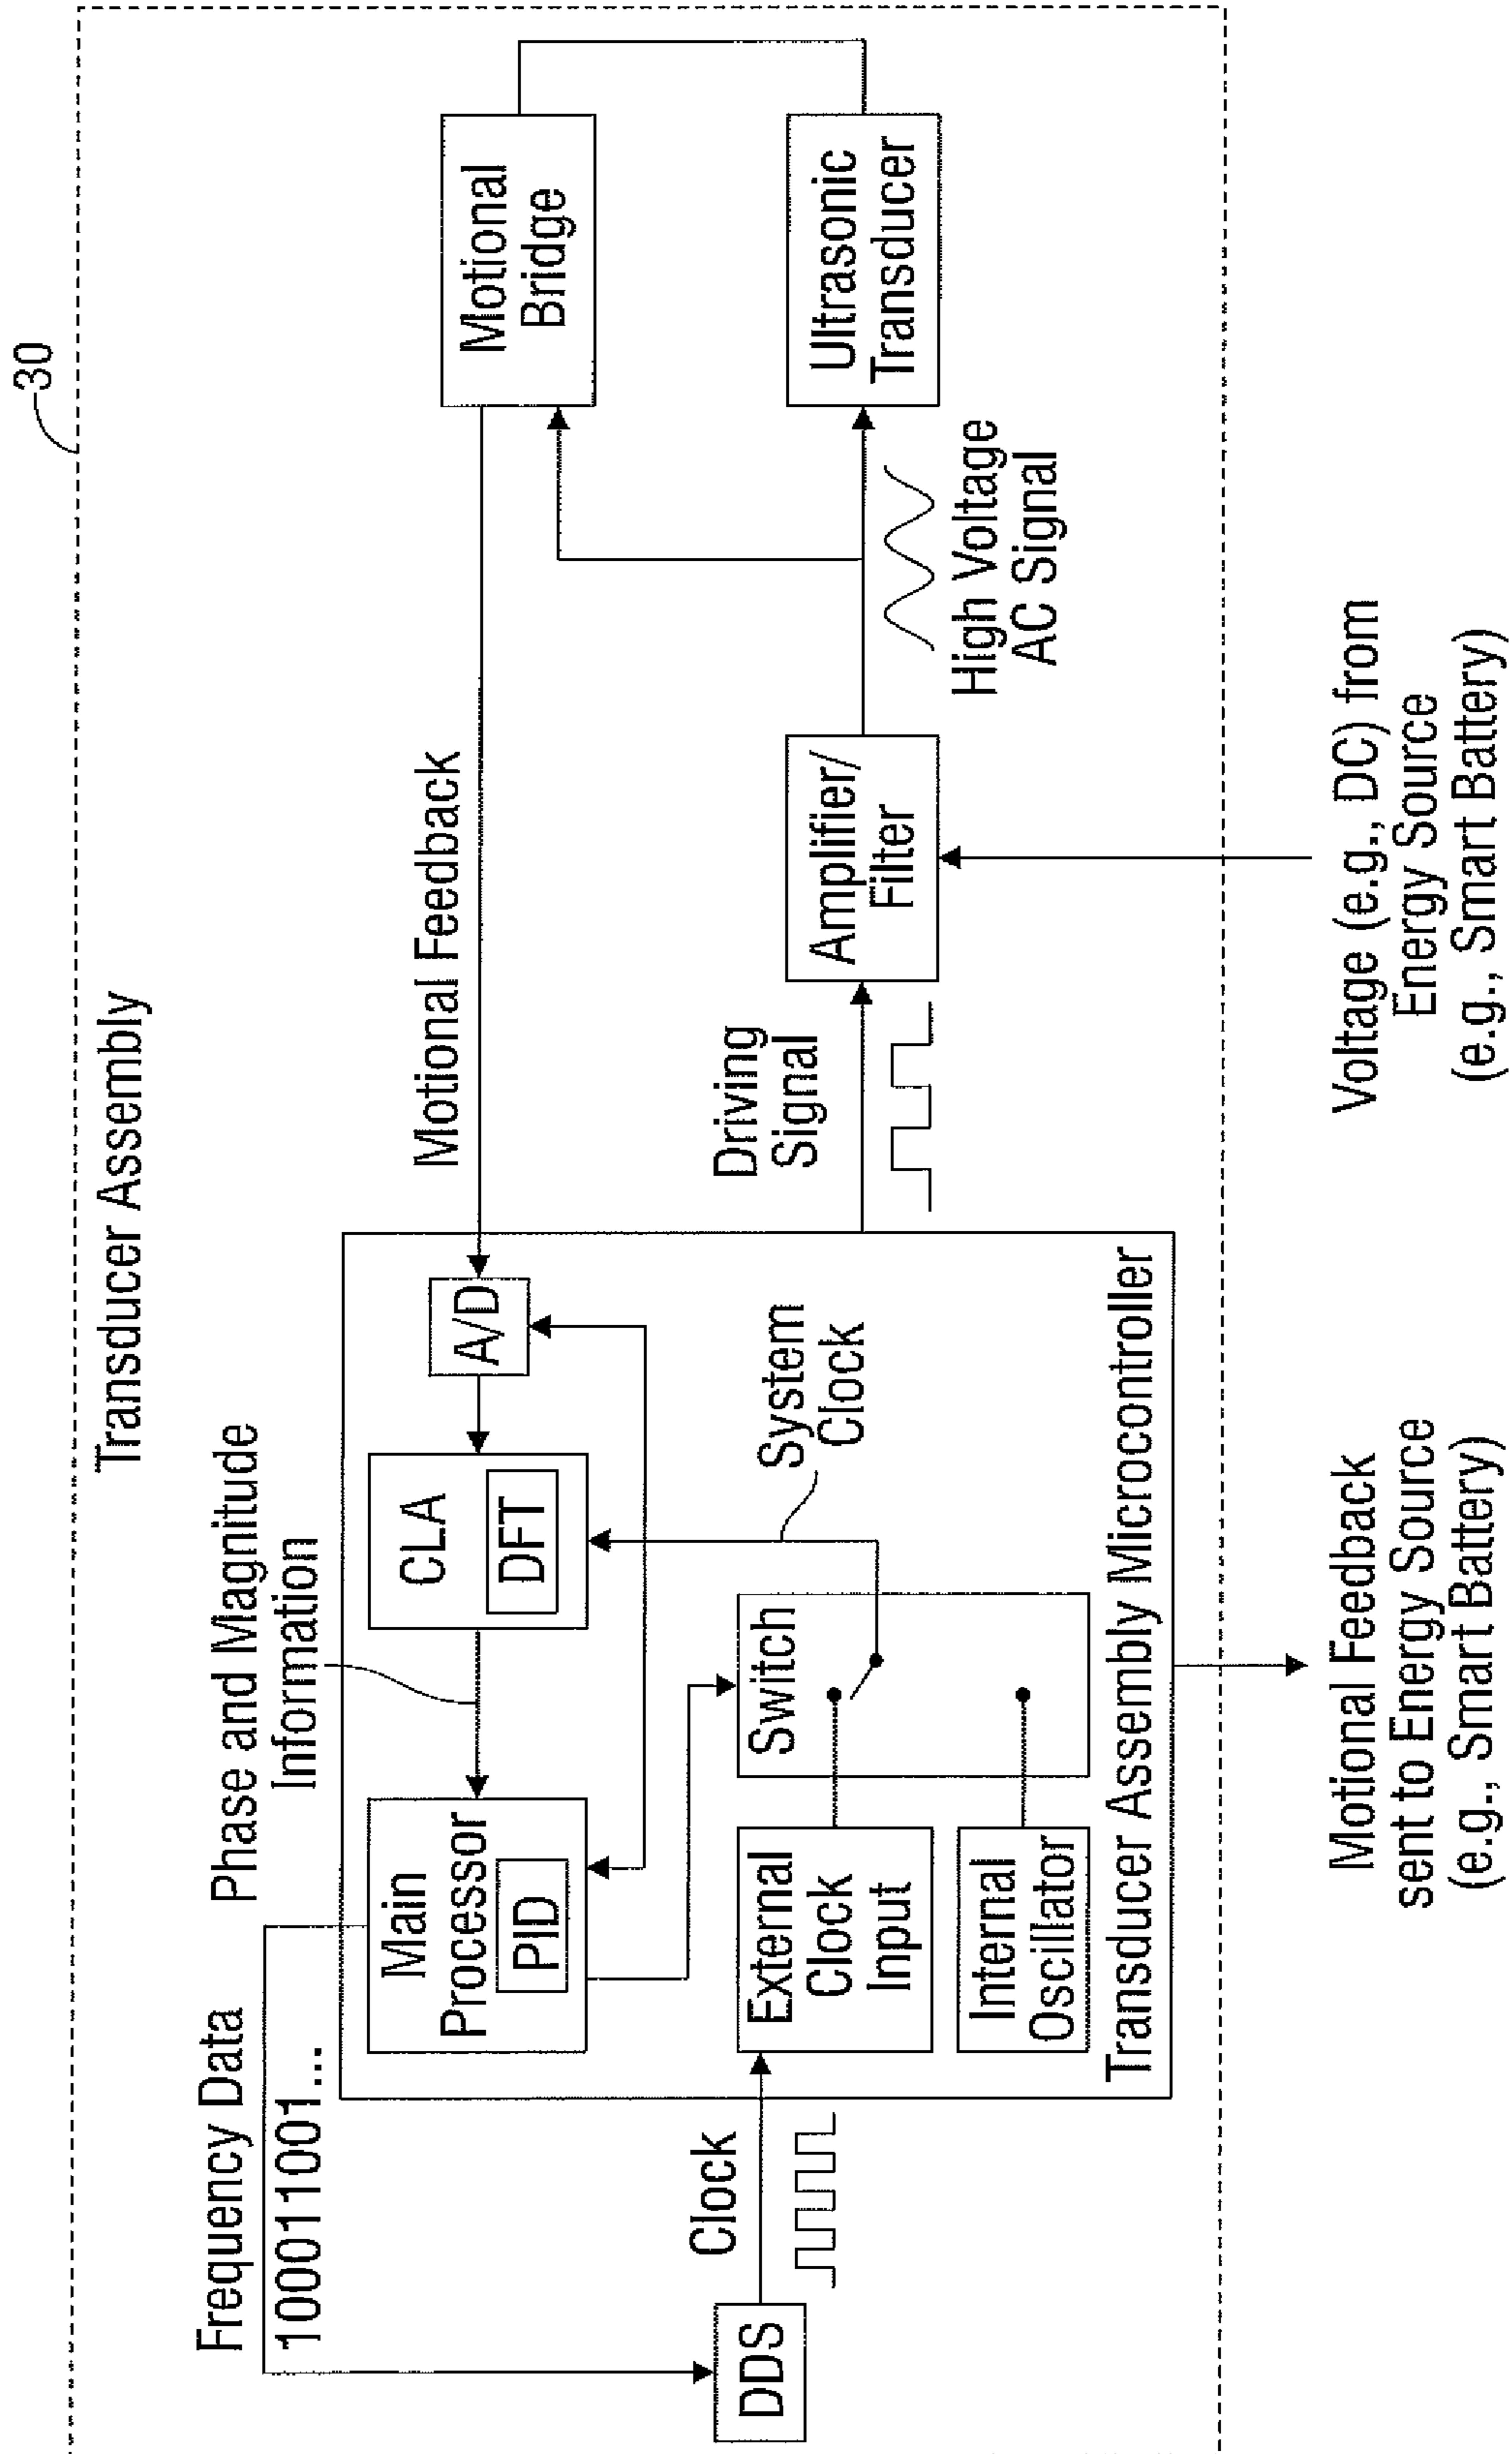 30
Transducer Assembly
Frequency Data
100011001...
Phase and Magnitude
Information
Motional Feedback
Motional
Bridge
Main
Processor
PID
CLA
DFT
A/D
Driving
Signal
Clock
DDS
External
Clock
Input
Switch
System
Clock
Amplifier/
Filter
Ultrasonic
Transducer
High Voltage
AC Signal
Internal
Oscillator
Transducer Assembly Microcontroller
Motional Feedback
sent to Energy Source
(e.g., Smart Battery)
Voltage (e.g., DC) from
Energy Source
(e.g., Smart Battery)